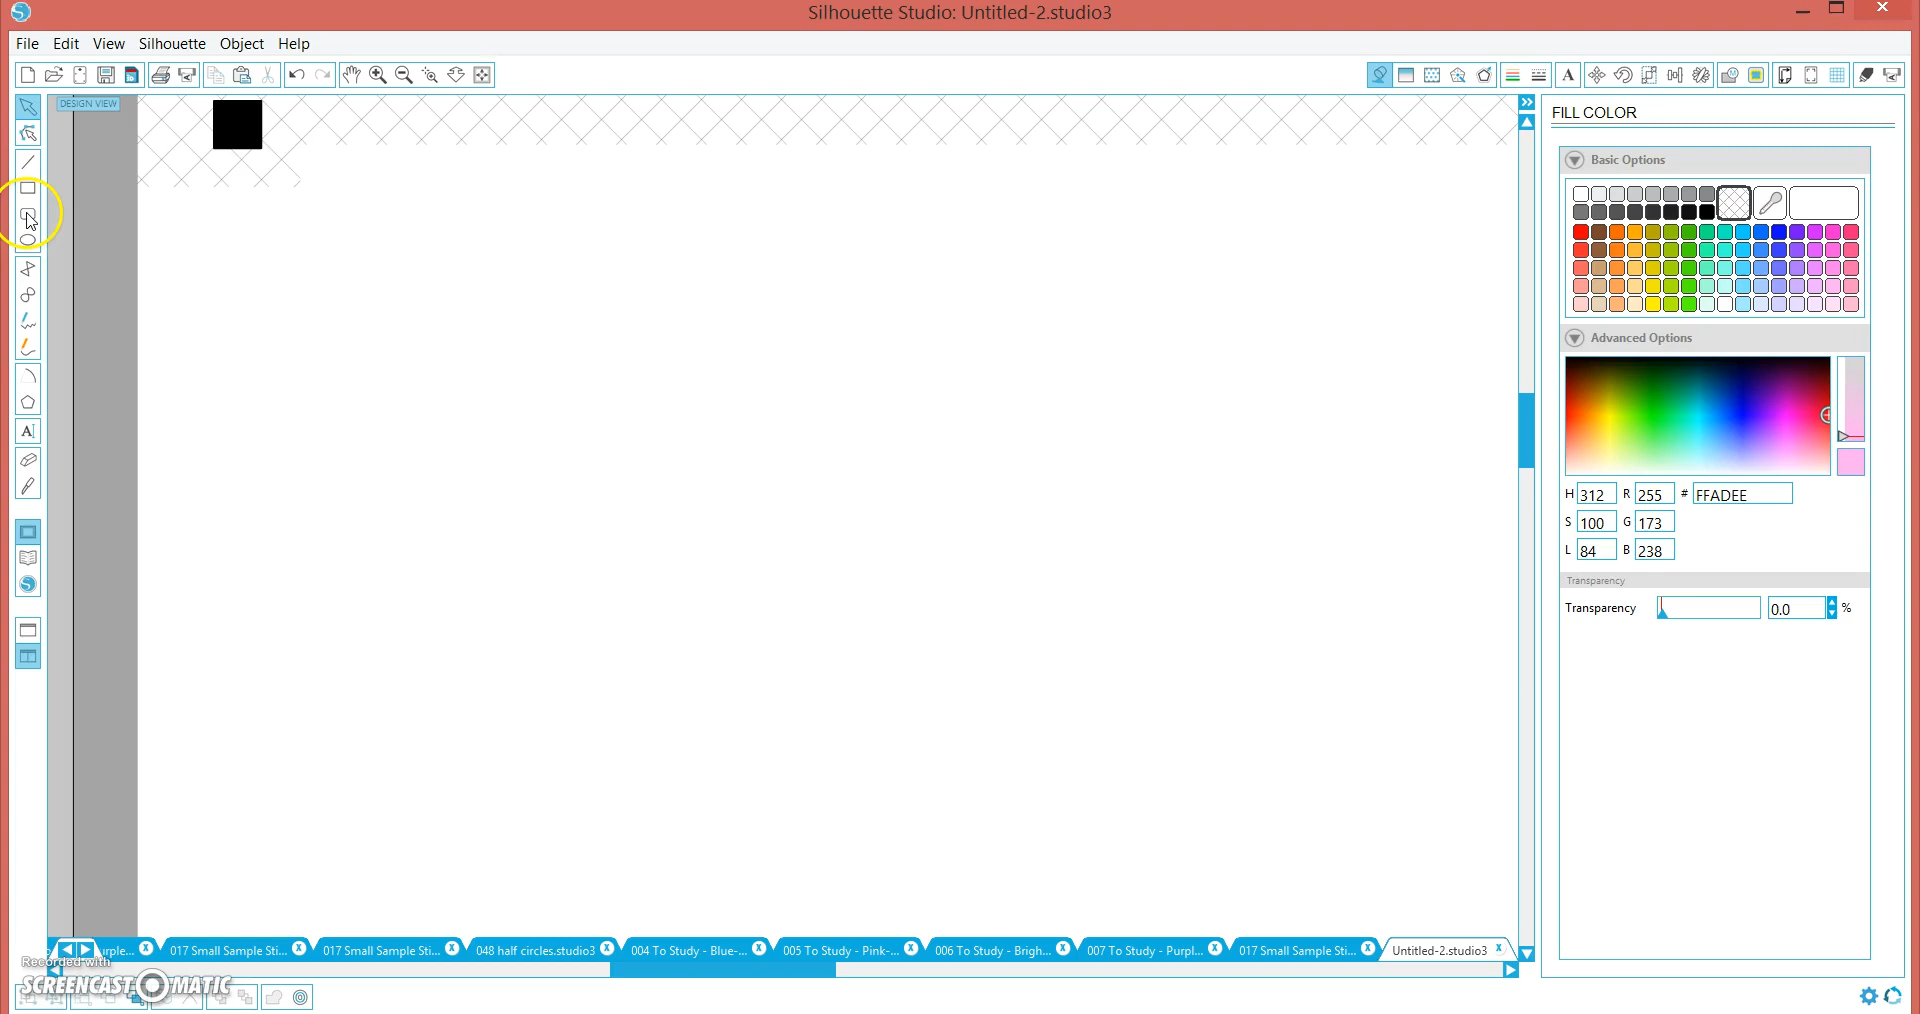 Silhouette Studio: Untitled-2.studio3
File Edit View Silhouette Object Help
DESIGN VIEW
FILL COLOR
Basic Options
Advanced Options
H 312 R 255 # FFADEE
S 100 G 173
L 84 B 238
Transparency
Transparency 0.0 %
urple... 017 Small Sample Sti... 017 Small Sample Sti... 048 half circles.studio3 004 To Study - Blue-... 005 To Study - Pink-... 006 To Study - Brigh... 007 To Study - Purpl... 017 Small Sample Sti... Untitled-2.studio3
Recorded with
SCREENCAST O MATIC